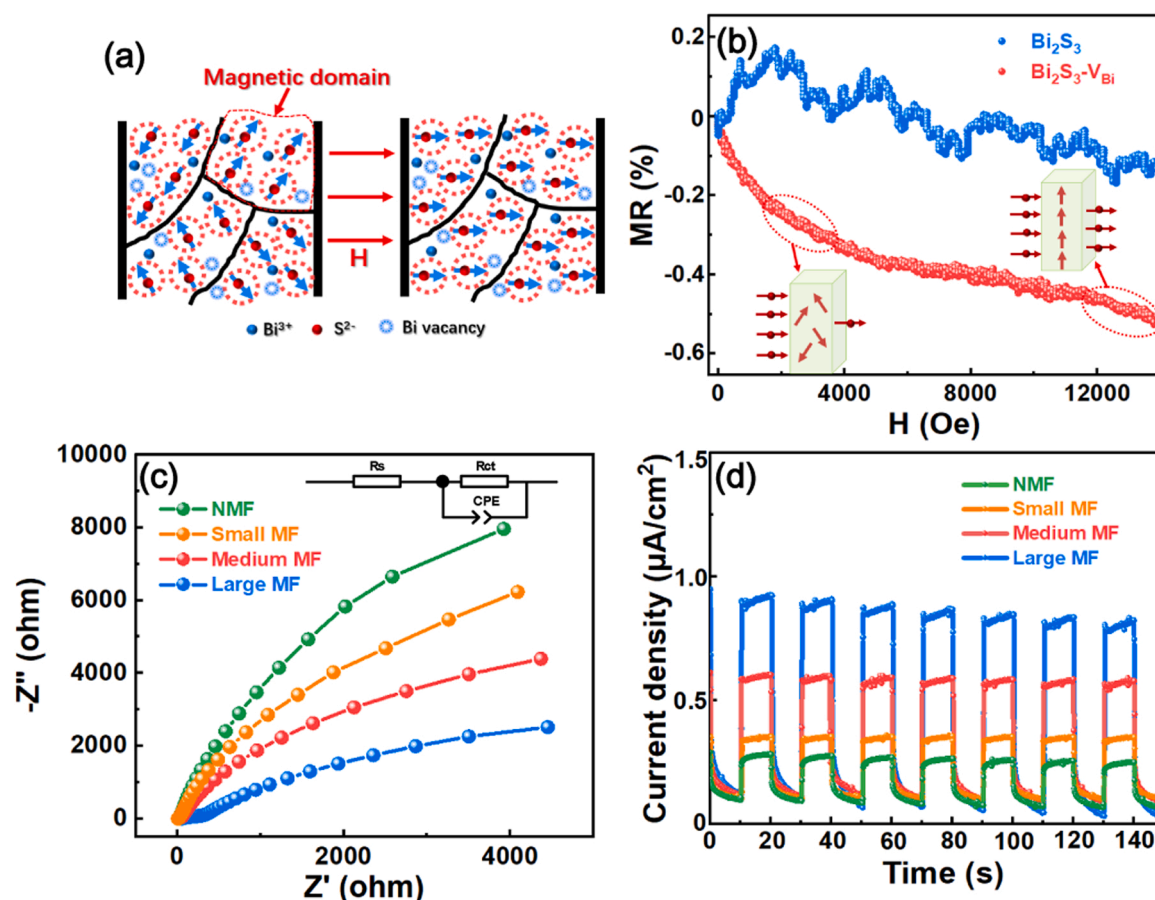 (a)
Magnetic domain
H
Bi³⁺ S²⁻ Bi vacancy
(b)
Bi₂S₃
Bi₂S₃-V_Bi
0.2
0
-0.2
-0.4
-0.6
MR (%)
0 4000 8000 12000
H (Oe)
(c)
Rs Rct
CPE
NMF
Small MF
Medium MF
Large MF
10000
8000
6000
4000
2000
0
-Z" (ohm)
0 2000 4000
Z' (ohm)
(d)
NMF
Small MF
Medium MF
Large MF
1.5
1.0
0.5
0
Current density (µA/cm²)
0 20 40 60 80 100 120 140
Time (s)